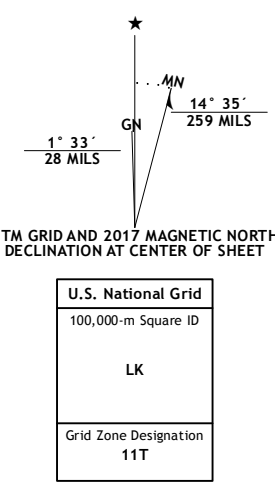 ★
MN
GN
1° 33´
28 MILS
14° 35´
259 MILS
TM GRID AND 2017 MAGNETIC NORTH
DECLINATION AT CENTER OF SHEET
U.S. National Grid
100,000-m Square ID
LK
Grid Zone Designation
11T